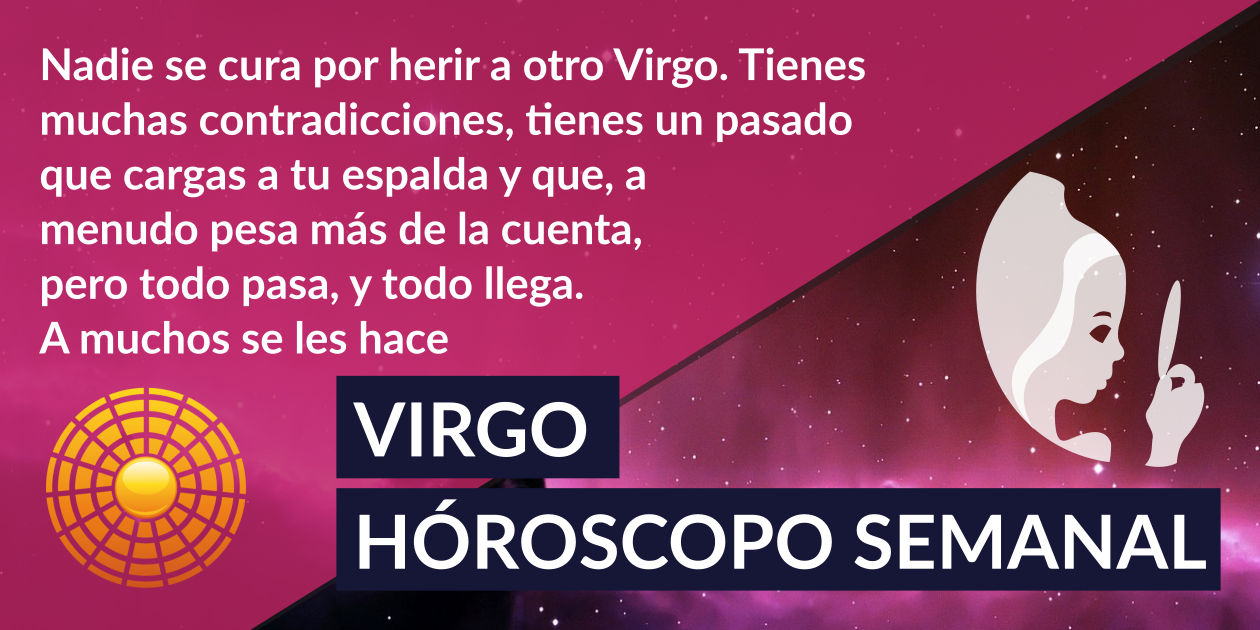 Nadie se cura por herir a otro Virgo. Tienes
muchas contradicciones, tienes un pasado
que cargas a tu espalda y que, a
menudo pesa más de la cuenta,
pero todo pasa, y todo llega.
A muchos se les hace
VIRGO
HÓROSCOPO SEMANAL